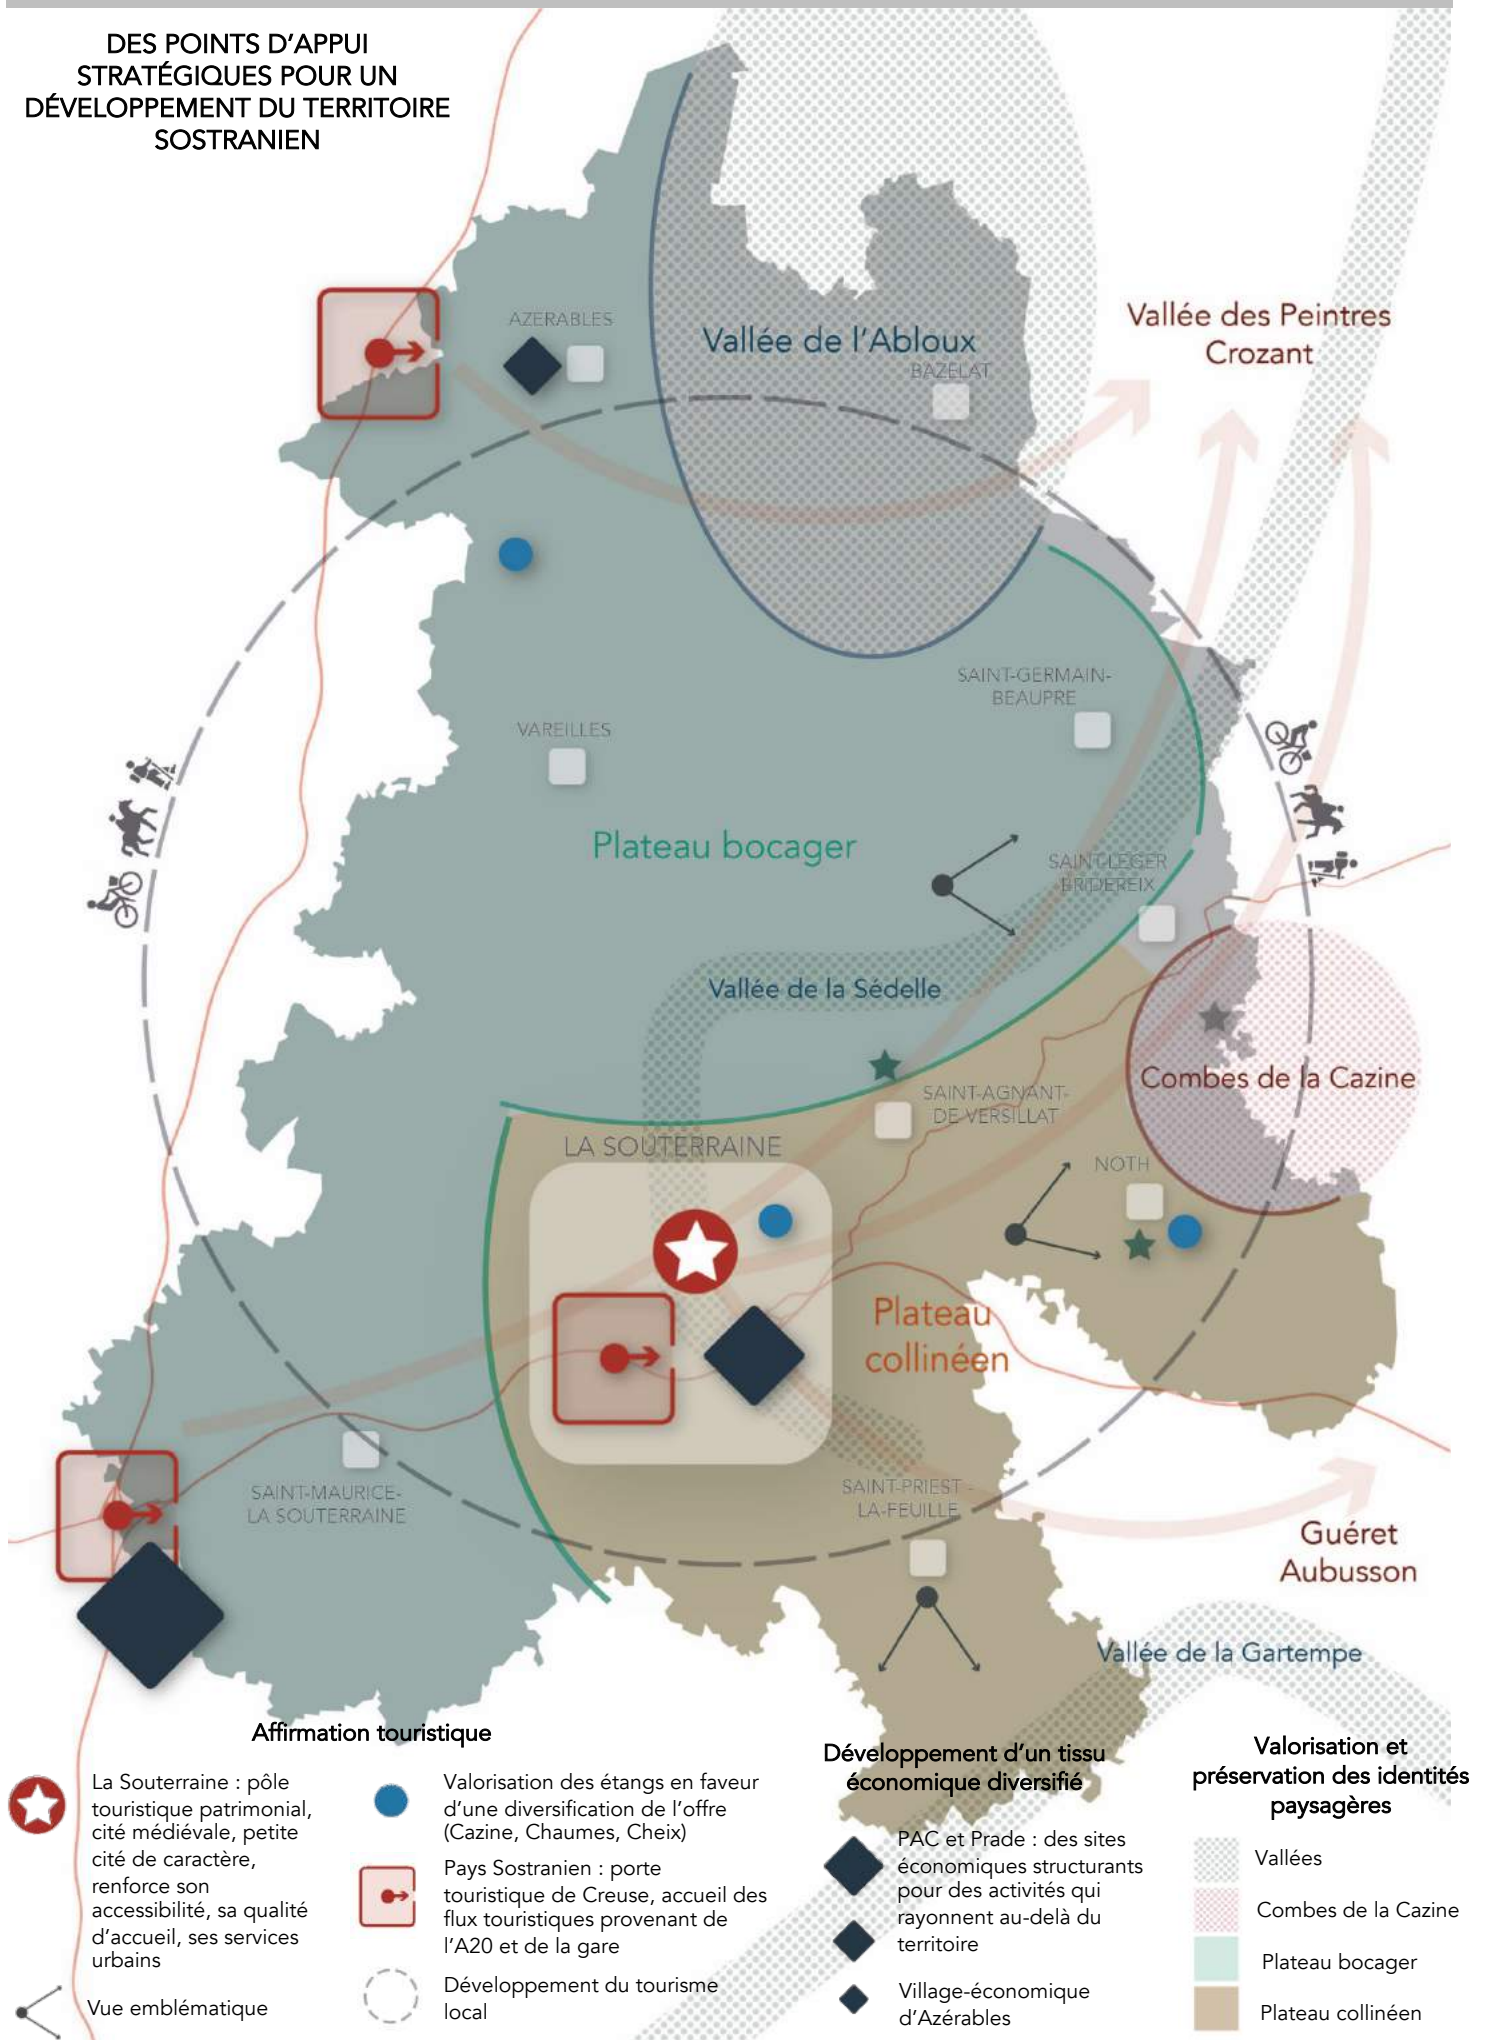 DES POINTS D'APPUI
STRATÉGIQUES POUR UN
DÉVELOPPEMENT DU TERRITOIRE
SOSTRANIEN
Vallée des Peintres
Crozant
AZERABLES
Vallée de l'Abloux
BAZELAT
SAINT-GERMAIN-
BEAUPRE
VAREILLES
Plateau bocager
SAINT-LEGER
BRIDEREIX
Vallée de la Sédelle
Combes de la Cazine
SAINT-AGNANT-
DE-VERSILLAT
LA SOUTERRAINE
NOTH
Plateau
collinéen
SAINT-MAURICE-
LA SOUTERRAINE
SAINT-PRIEST -
LA-FEUILLE
Guéret
Aubusson
Vallée de la Gartempe
Affirmation touristique
La Souterraine : pôle
touristique patrimonial,
cité médiévale, petite
cité de caractère,
renforce son
accessibilité, sa qualité
d'accueil, ses services
urbains
Vue emblématique
Valorisation des étangs en faveur
d'une diversification de l'offre
(Cazine, Chaumes, Cheix)
Pays Sostranien : porte
touristique de Creuse, accueil des
flux touristiques provenant de
l'A20 et de la gare
Développement du tourisme
local
Développement d'un tissu
économique diversifié
PAC et Prade : des sites
économiques structurants
pour des activités qui
rayonnent au-delà du
territoire
Village-économique
d'Azérables
Valorisation et
préservation des identités
paysagères
Vallées
Combes de la Cazine
Plateau bocager
Plateau collinéen